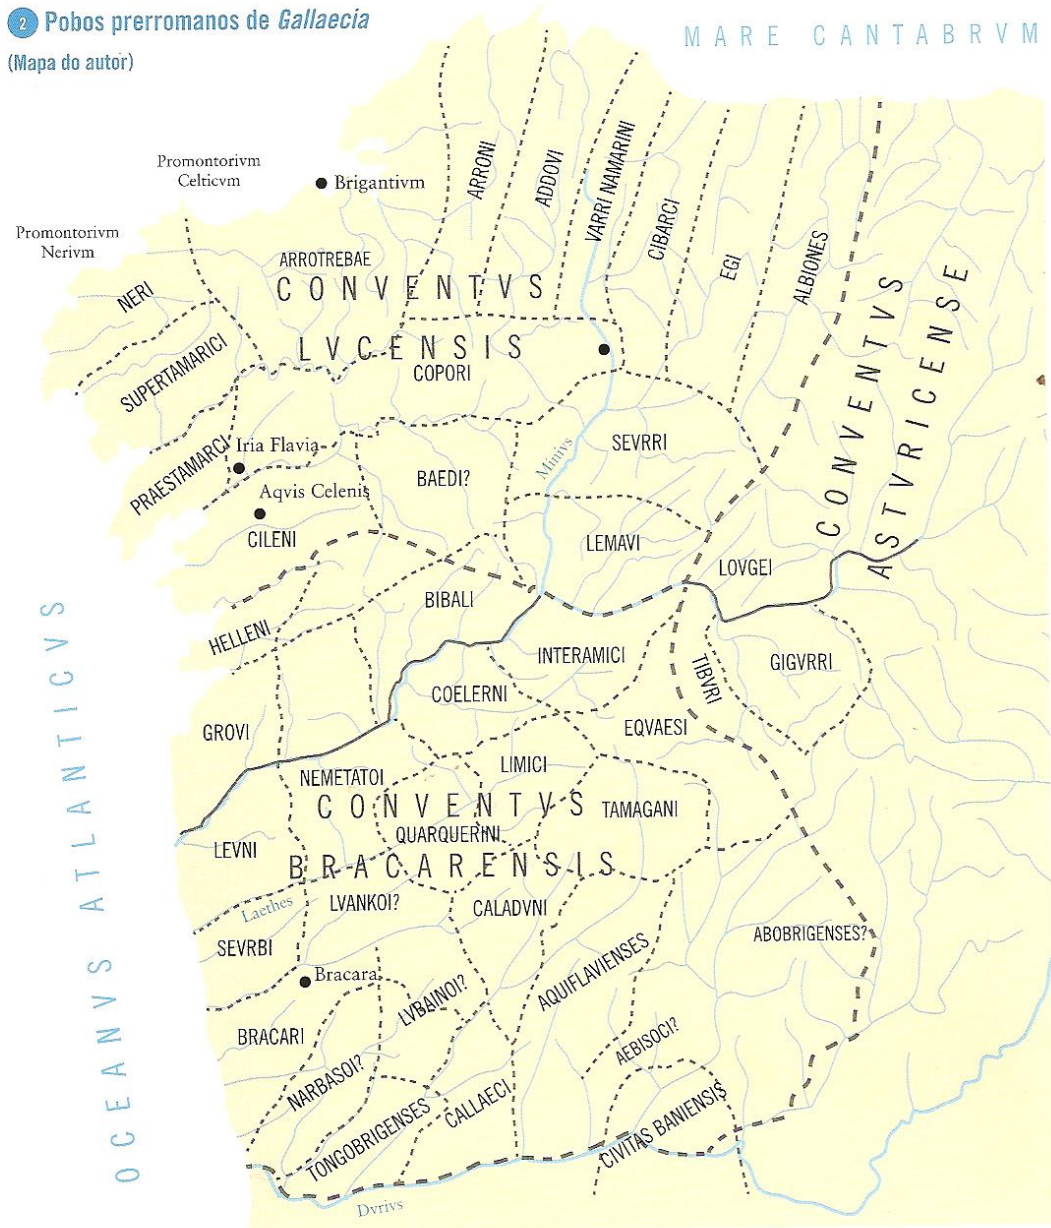 2 Pobos prerromanos de Gallaecia
(Mapa do autor)
MARE CANTABRVM
Promontorivm
Celticvm
Brigantivm
Promontorivm
Nerivm
ARRONI
ADDOVI
VARRI NAMARINI
CIBARCI
EGI
ALBIONES
ARROTREBAE
CONVENTVS
LVCENSIS
COPORI
NERI
SUPERTAMARICI
PRAESTAMARCI
Iria Flavia
Aqvis Celenis
CILENI
BAEDI?
Minivs
SEVRRI
LEMAVI
LOVGEI
CONVENTVS
ASTVRICENSE
HELLENI
BIBALI
INTERAMICI
TIBVRI
GIGVRRI
COELERNI
GROVI
EQVAESI
LIMICI
NEMETATOI
CONVENTVS
TAMAGANI
QUARQUERINI
LEVNI
BRACARENSIS
Laethes
LVANKOI?
CALADVNI
SEVRBI
ABOBRIGENSES?
Bracara
LVBAINOI?
AQUIFLAVIENSES
BRACARI
NARBASOI?
AEBISOCI?
TONGOBRIGENSES
CALLAECI
CIVITAS BANIENSIS
Dvrivs
OCEANVS ATLANTICVS